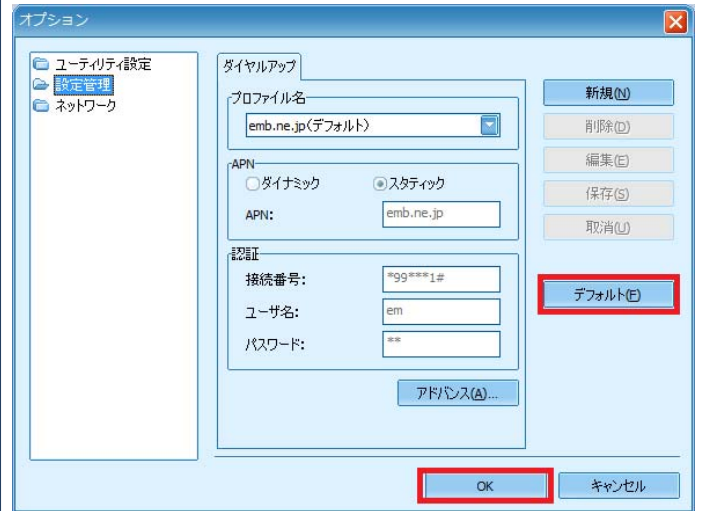 オプション
ユーティリティ設定
設定管理
ネットワーク
ダイヤルアップ
プロファイル名
emb.ne.jp(デフォルト)
APN
ダイナミック
スタティック
APN:
emb.ne.jp
認証
接続番号:
*99***1#
ユーザ名:
em
パスワード:
**
アドバンス(A)...
新規(N)
削除(D)
編集(E)
保存(S)
取消(U)
デフォルト(F)
OK
キャンセル